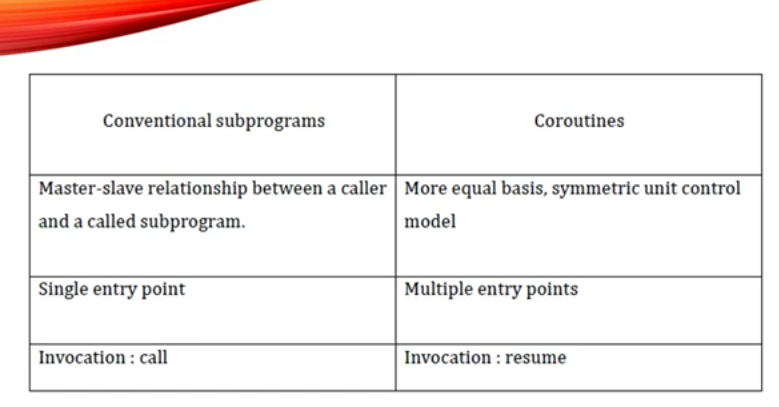 Conventional subprograms
Coroutines
Master-slave relationship between a caller
and a called subprogram.
More equal basis, symmetric unit control
model
Single entry point
Multiple entry points
Invocation : call
Invocation : resume